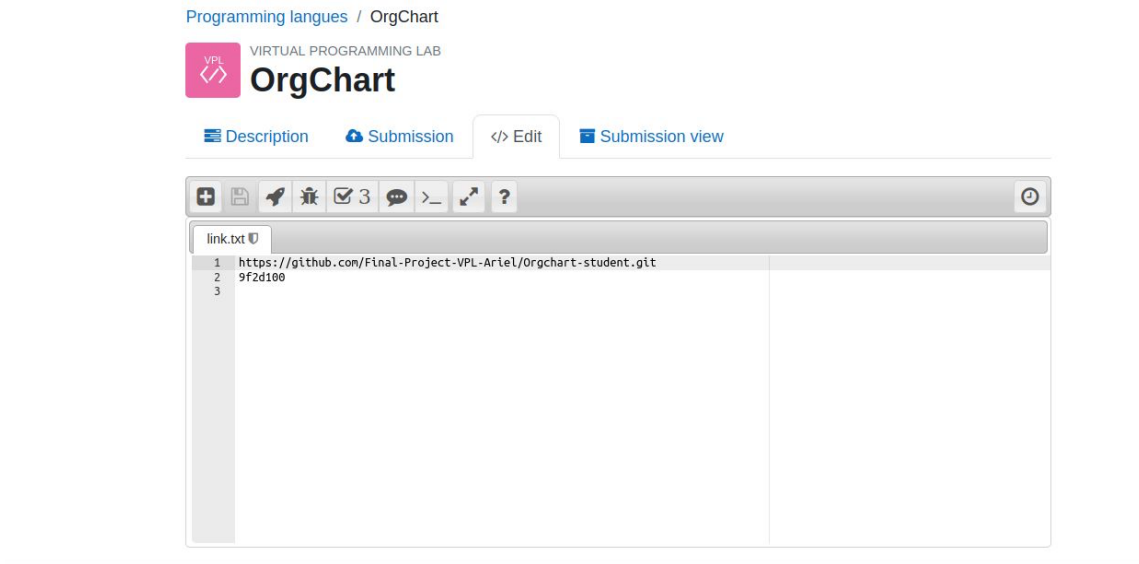 Programming langues / OrgChart
VPL
VIRTUAL PROGRAMMING LAB
OrgChart
Description Submission </> Edit Submission view
3 >_ ?
link.txt
1 https://github.com/Final-Project-VPL-Ariel/Orgchart-student.git
2 9f2d100
3